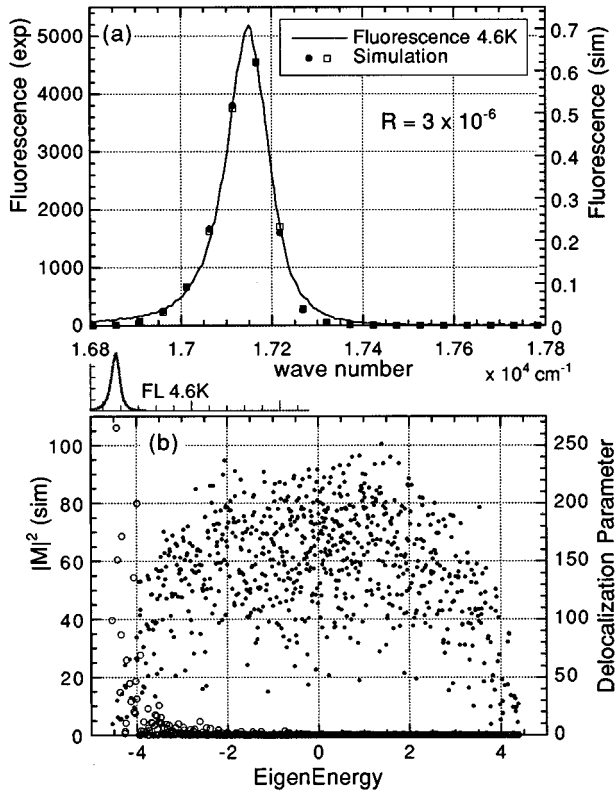 (a)
Fluorescence 4.6K
Simulation
R = 3 x 10⁻⁶
Fluorescence (exp)
5000
4000
3000
2000
1000
0
Fluorescence (sim)
0.7
0.6
0.5
0.4
0.3
0.2
0.1
0
1.68
1.7
1.72
1.74
1.76
1.78
wave number
x 10⁴ cm⁻¹
FL 4.6K
(b)
|M|² (sim)
100
80
60
40
20
0
Delocalization Parameter
250
200
150
100
50
0
-4
-2
0
2
4
EigenEnergy